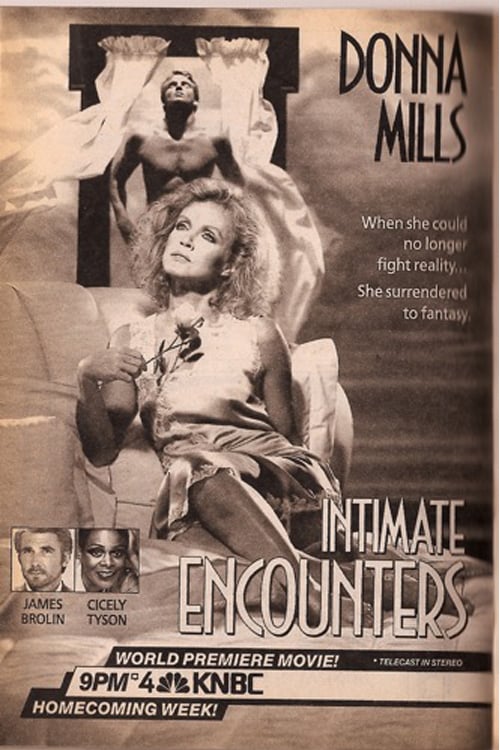 DONNA
MILLS
When she could
no longer
fight reality...
She surrendered
to fantasy.
INTIMATE
ENCOUNTERS
JAMES
BROLIN
CICELY
TYSON
WORLD PREMIERE MOVIE!
• TELECAST IN STEREO
9PM 4 KNBC
HOMECOMING WEEK!